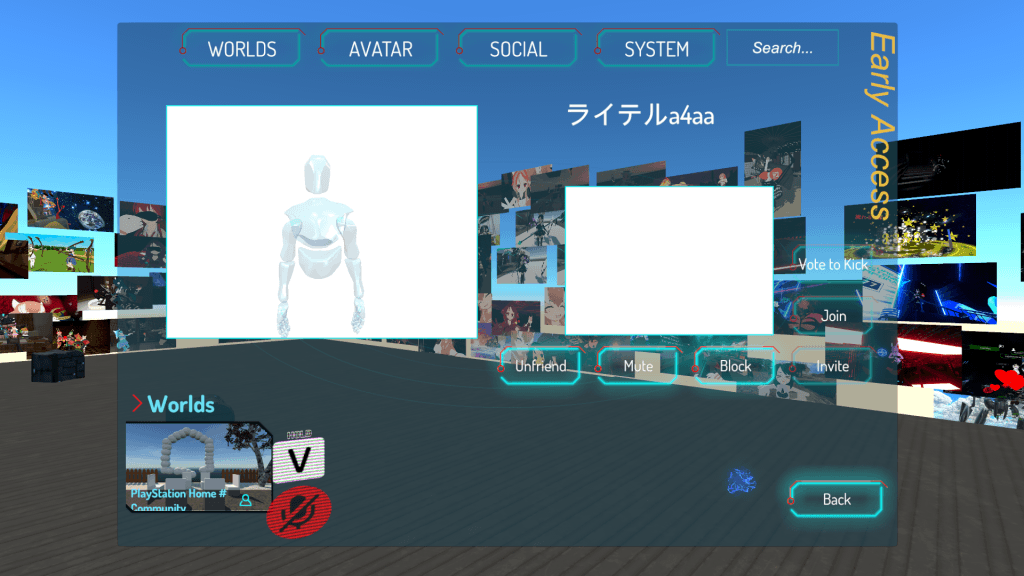 WORLDS
AVATAR
SOCIAL
SYSTEM
Search...
Early Access
ライテルa4aa
Vote to Kick
Join
Unfriend
Mute
Block
Invite
Worlds
V
PlayStation Home #
Community
Back